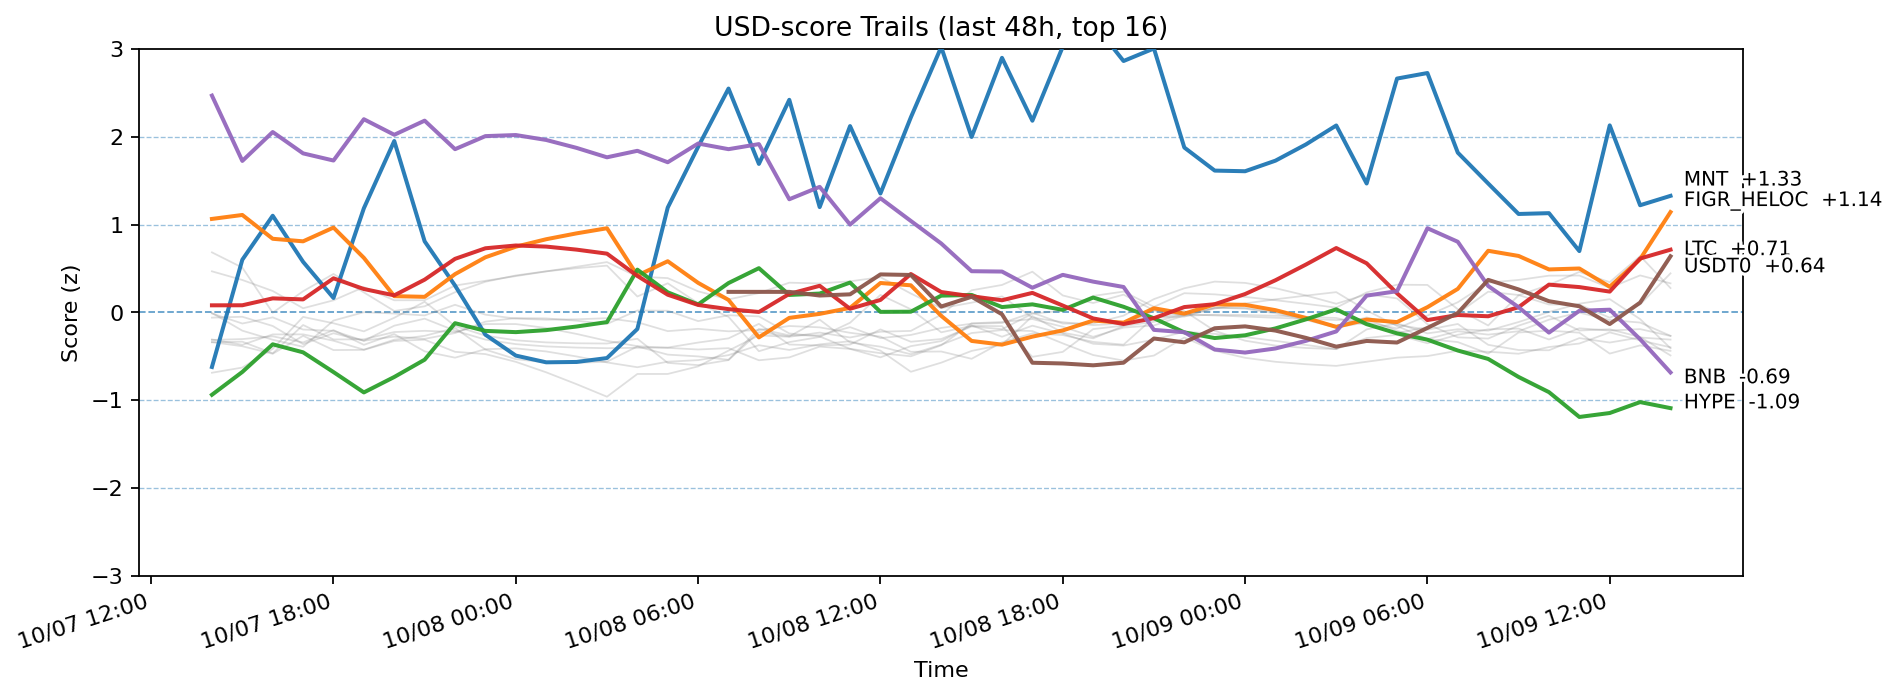 USD-score Trails (last 48h, top 16)
Score (z)
3
2
1
0
−1
−2
−3
MNT +1.33
FIGR_HELOC +1.14
LTC +0.71
USDT0 +0.64
BNB -0.69
HYPE -1.09
10/07 12:00
10/07 18:00
10/08 00:00
10/08 06:00
10/08 12:00
10/08 18:00
10/09 00:00
10/09 06:00
10/09 12:00
Time